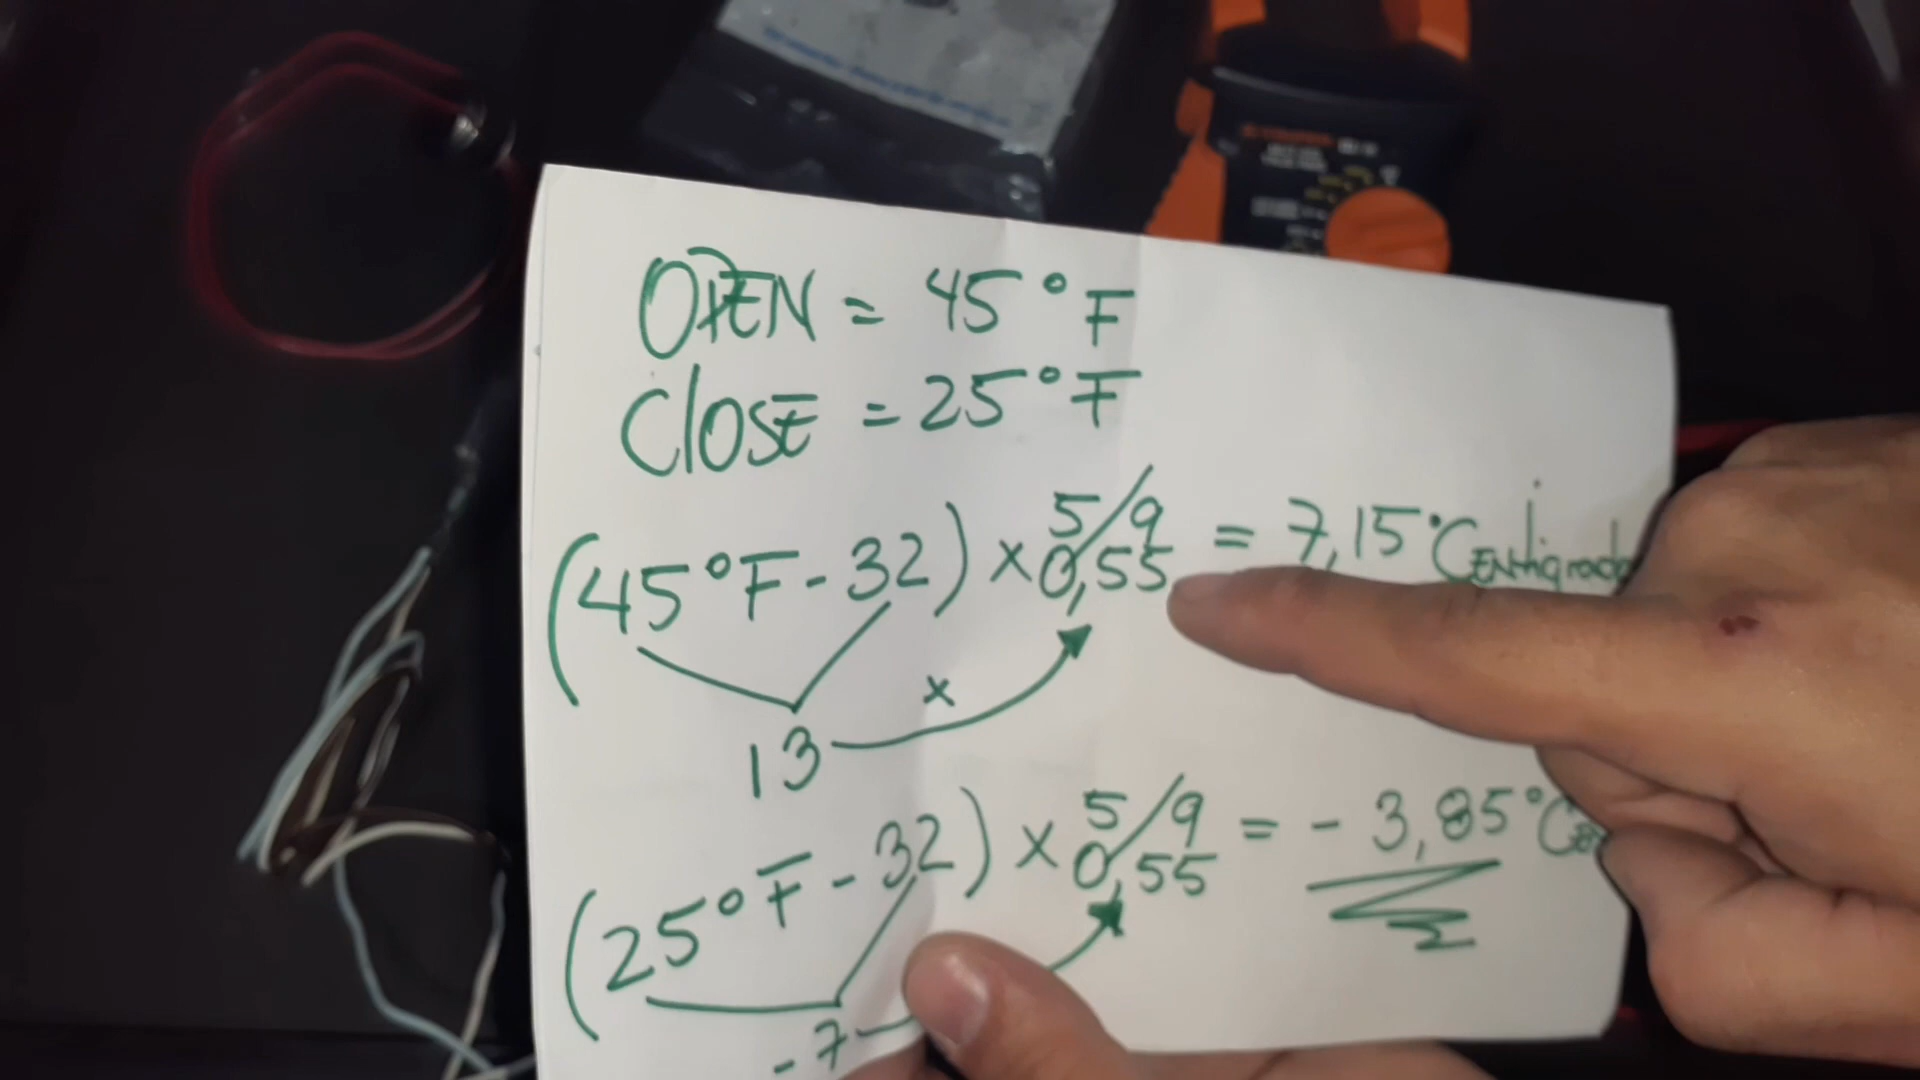 OPEN = 45°F
ClOSE = 25°F
(45°F - 32) x 5/9 = 7,15°C
0,55
x
13
(25°F - 32) x 5/9 = - 3,85°C
0,55
-7